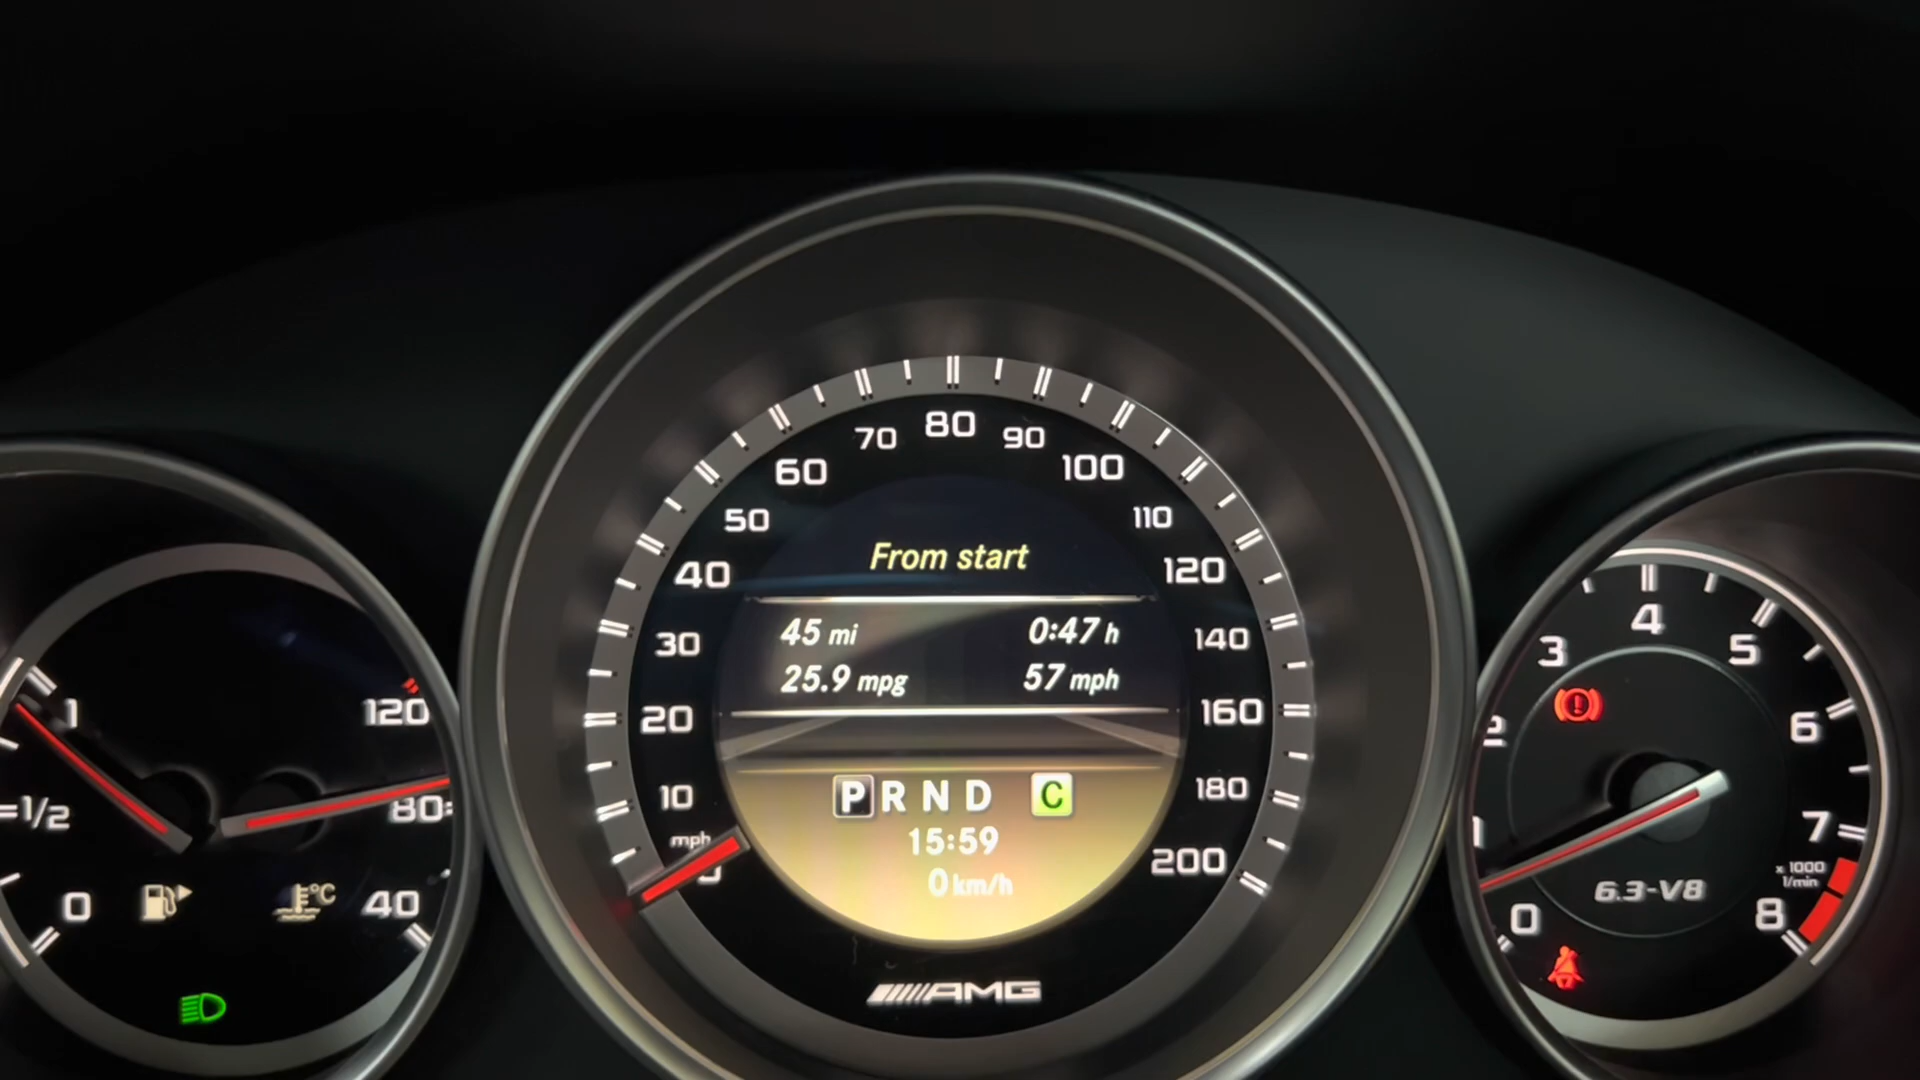 70 80 90
60 100
50 110
From start
40 120
45 mi 0:47 h
30 140
25.9 mpg 57 mph
20 160
10 180
P R N D C
mph 15:59
0 km/h
200
AMG
1 120
1/2 80
0 °C 40
4
3 5
2 6
1 7
x 1000
1/min
6.3-V8
0 8